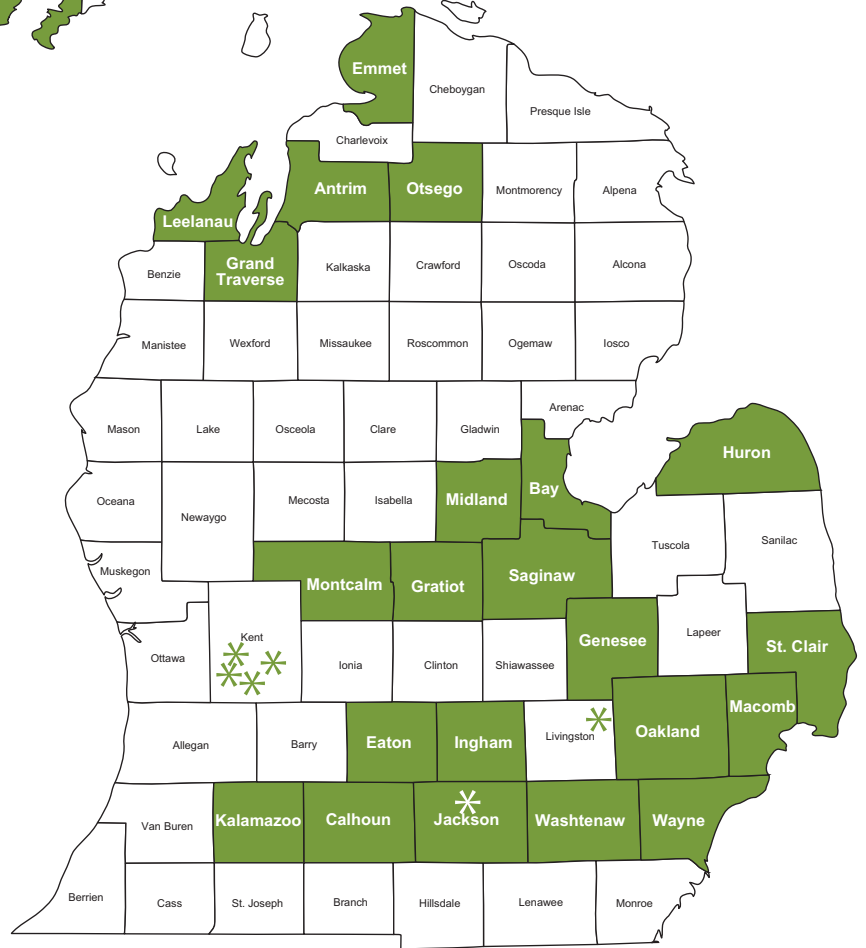 Emmet
Cheboygan
Presque Isle
Charlevoix
Antrim
Otsego
Montmorency
Alpena
Leelanau
Benzie
Grand
Traverse
Kalkaska
Crawford
Oscoda
Alcona
Manistee
Wexford
Missaukee
Roscommon
Ogemaw
Iosco
Mason
Lake
Osceola
Clare
Gladwin
Arenac
Huron
Oceana
Newaygo
Mecosta
Isabella
Midland
Bay
Tuscola
Sanilac
Muskegon
Montcalm
Gratiot
Saginaw
Kent
Ottawa
Ionia
Clinton
Shiawassee
Genesee
Lapeer
St. Clair
Allegan
Barry
Eaton
Ingham
Livingston
Oakland
Macomb
Van Buren
Kalamazoo
Calhoun
Jackson
Washtenaw
Wayne
Berrien
Cass
St. Joseph
Branch
Hillsdale
Lenawee
Monroe